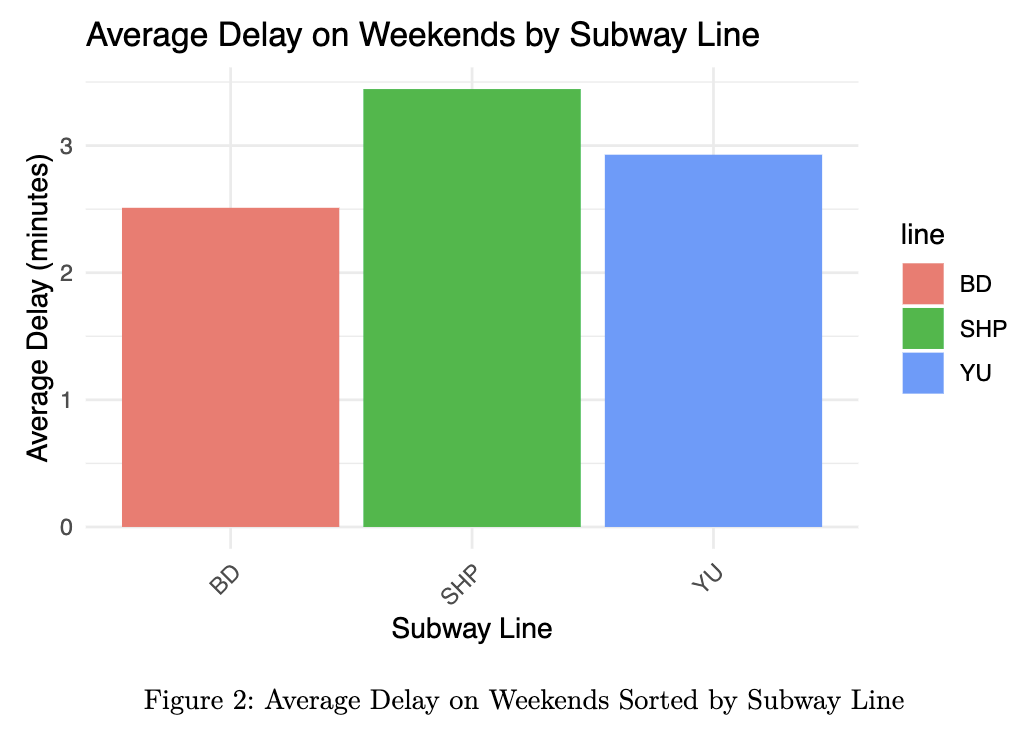 Average Delay on Weekends by Subway Line
Average Delay (minutes)
3
2
1
0
BD
SHP
YU
Subway Line
line
BD
SHP
YU
Figure 2: Average Delay on Weekends Sorted by Subway Line